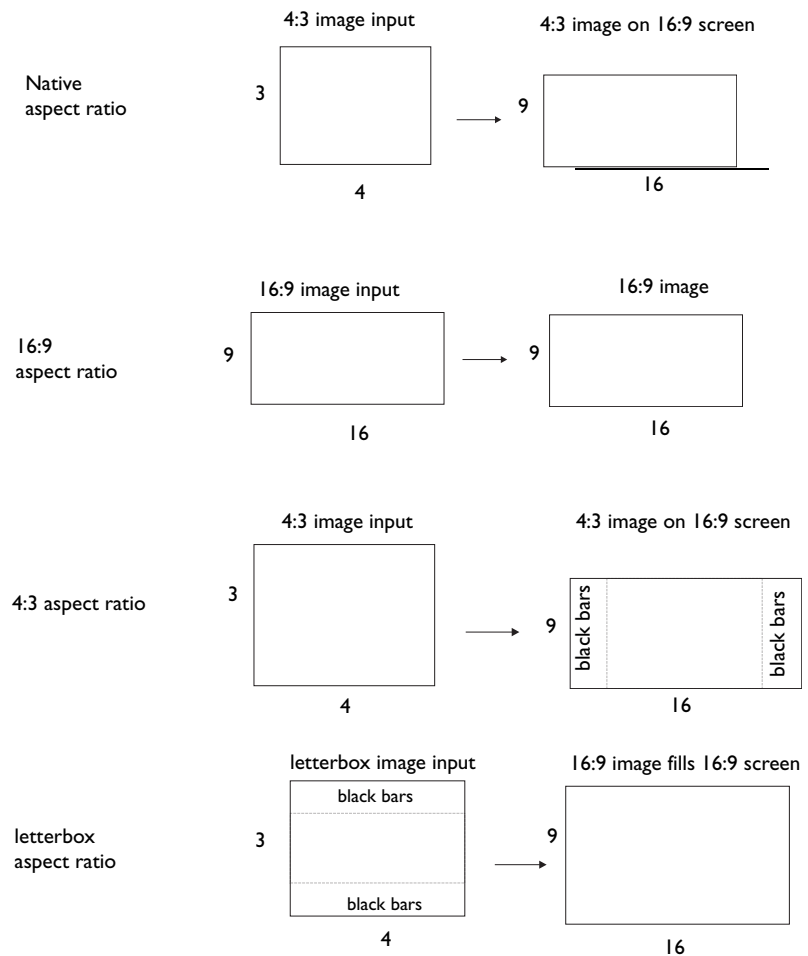 4:3 image input
4:3 image on 16:9 screen
Native
aspect ratio
3
9
4
16
16:9 image input
16:9 image
16:9
aspect ratio
9
9
16
16
4:3 image input
4:3 image on 16:9 screen
4:3 aspect ratio
3
9
black bars
black bars
4
16
letterbox image input
16:9 image fills 16:9 screen
black bars
letterbox
aspect ratio
3
9
black bars
4
16